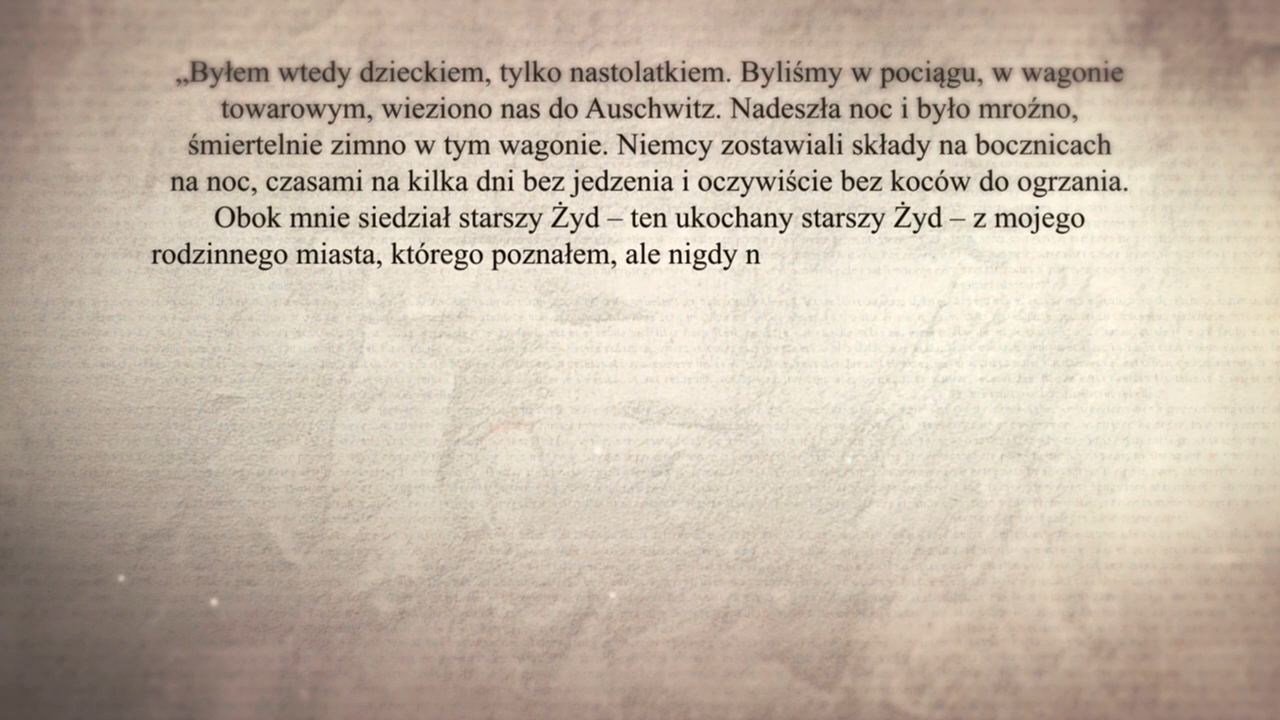 „Byłem wtedy dzieckiem, tylko nastolatkiem. Byliśmy w pociągu, w wagonie
towarowym, wieziono nas do Auschwitz. Nadeszła noc i było mroźno,
śmiertelnie zimno w tym wagonie. Niemcy zostawiali składy na bocznicach
na noc, czasami na kilka dni bez jedzenia i oczywiście bez koców do ogrzania.
Obok mnie siedział starszy Żyd – ten ukochany starszy Żyd – z mojego
rodzinnego miasta, którego poznałem, ale nigdy n